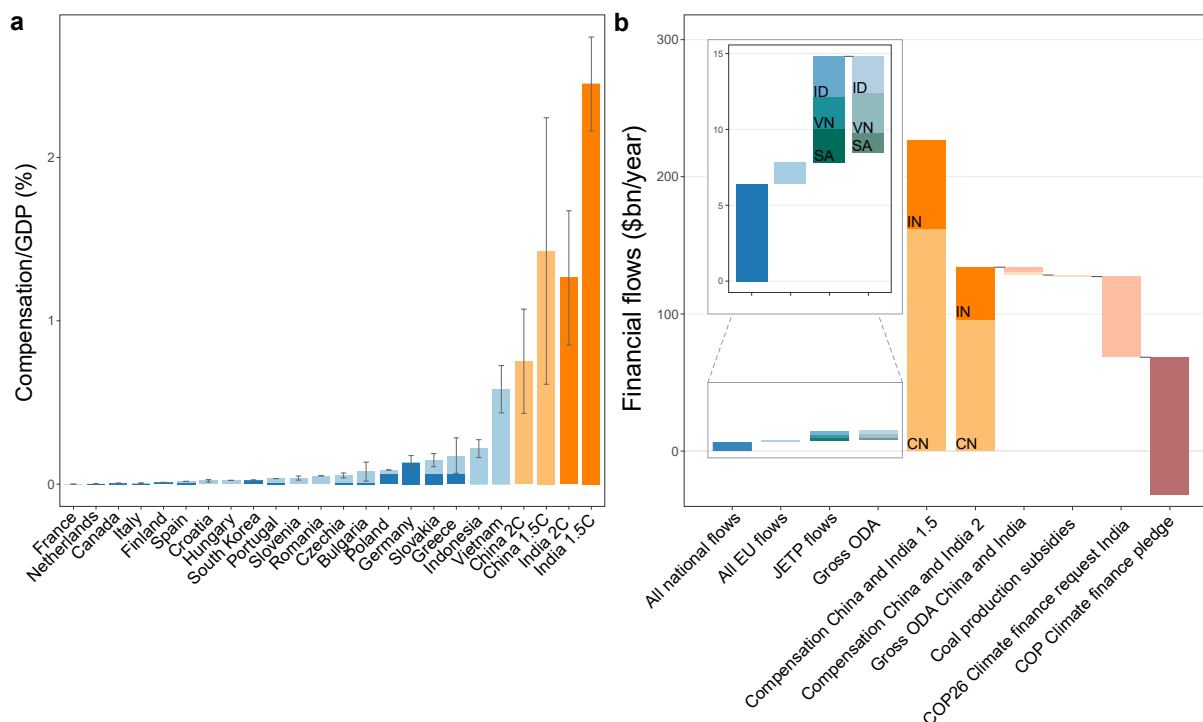 a
Compensation/GDP (%)
2
1
0
France
Netherlands
Canada
Italy
Finland
Spain
Croatia
Hungary
South Korea
Portugal
Slovenia
Romania
Czechia
Bulgaria
Poland
Germany
Slovakia
Greece
Indonesia
Vietnam
China 2C
China 1.5C
India 2C
India 1.5C
b
Financial flows ($bn/year)
300
200
100
0
15
10
5
0
ID
VN
SA
ID
VN
SA
IN
CN
IN
CN
All national flows
All EU flows
JETP flows
Gross ODA
Compensation China and India 1.5
Compensation China and India 2
Gross ODA China and India
Coal production subsidies
COP26 Climate finance request India
COP Climate finance pledge